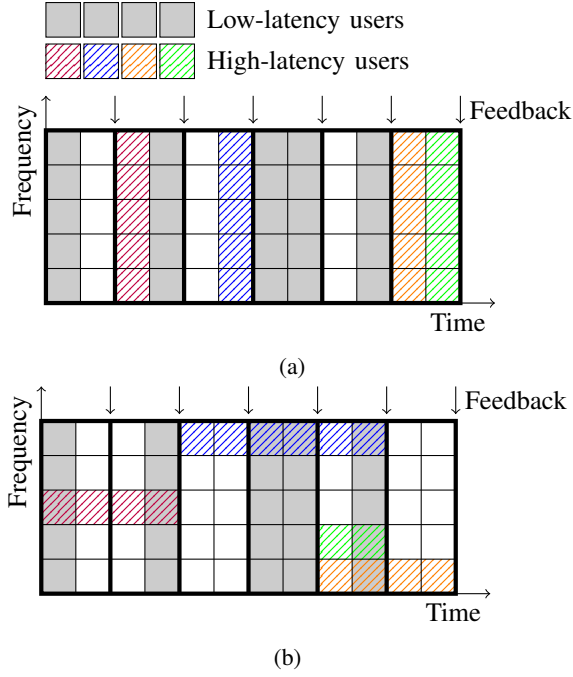 Low-latency users
High-latency users
Feedback
Frequency
Time
(a)
Feedback
Frequency
Time
(b)